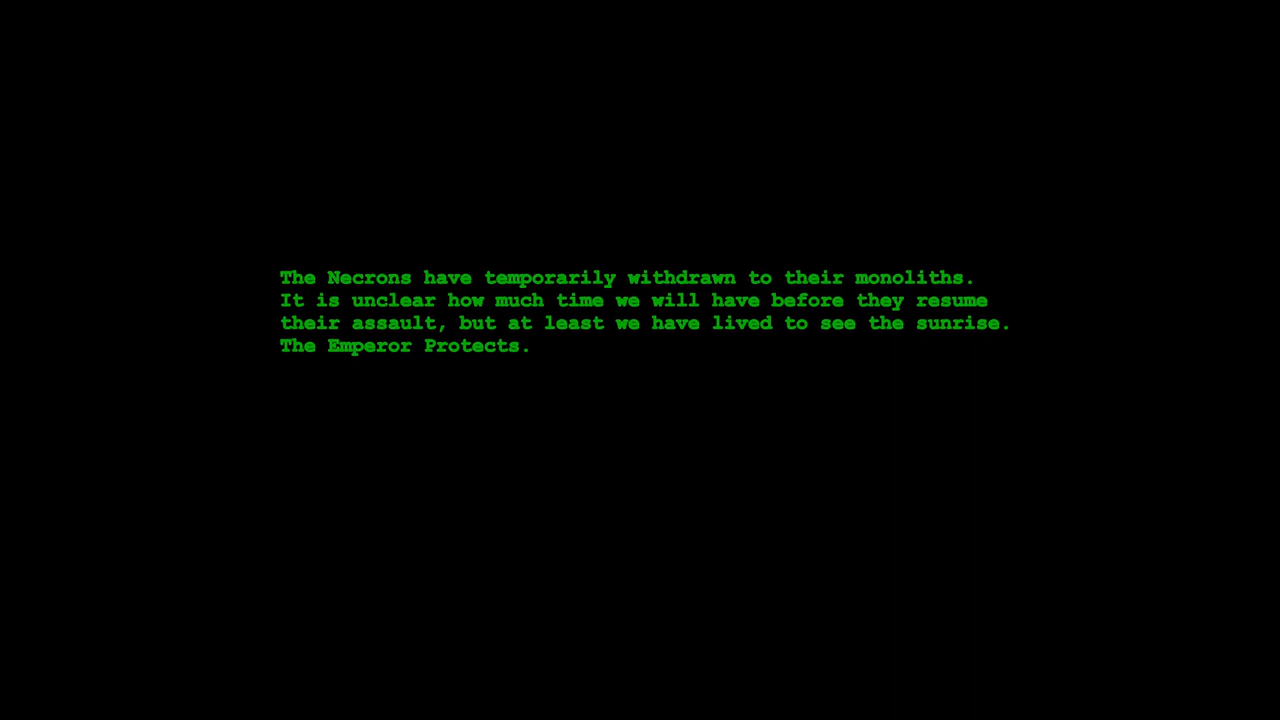 The Necrons have temporarily withdrawn to their monoliths.
It is unclear how much time we will have before they resume
their assault, but at least we have lived to see the sunrise.
The Emperor Protects.